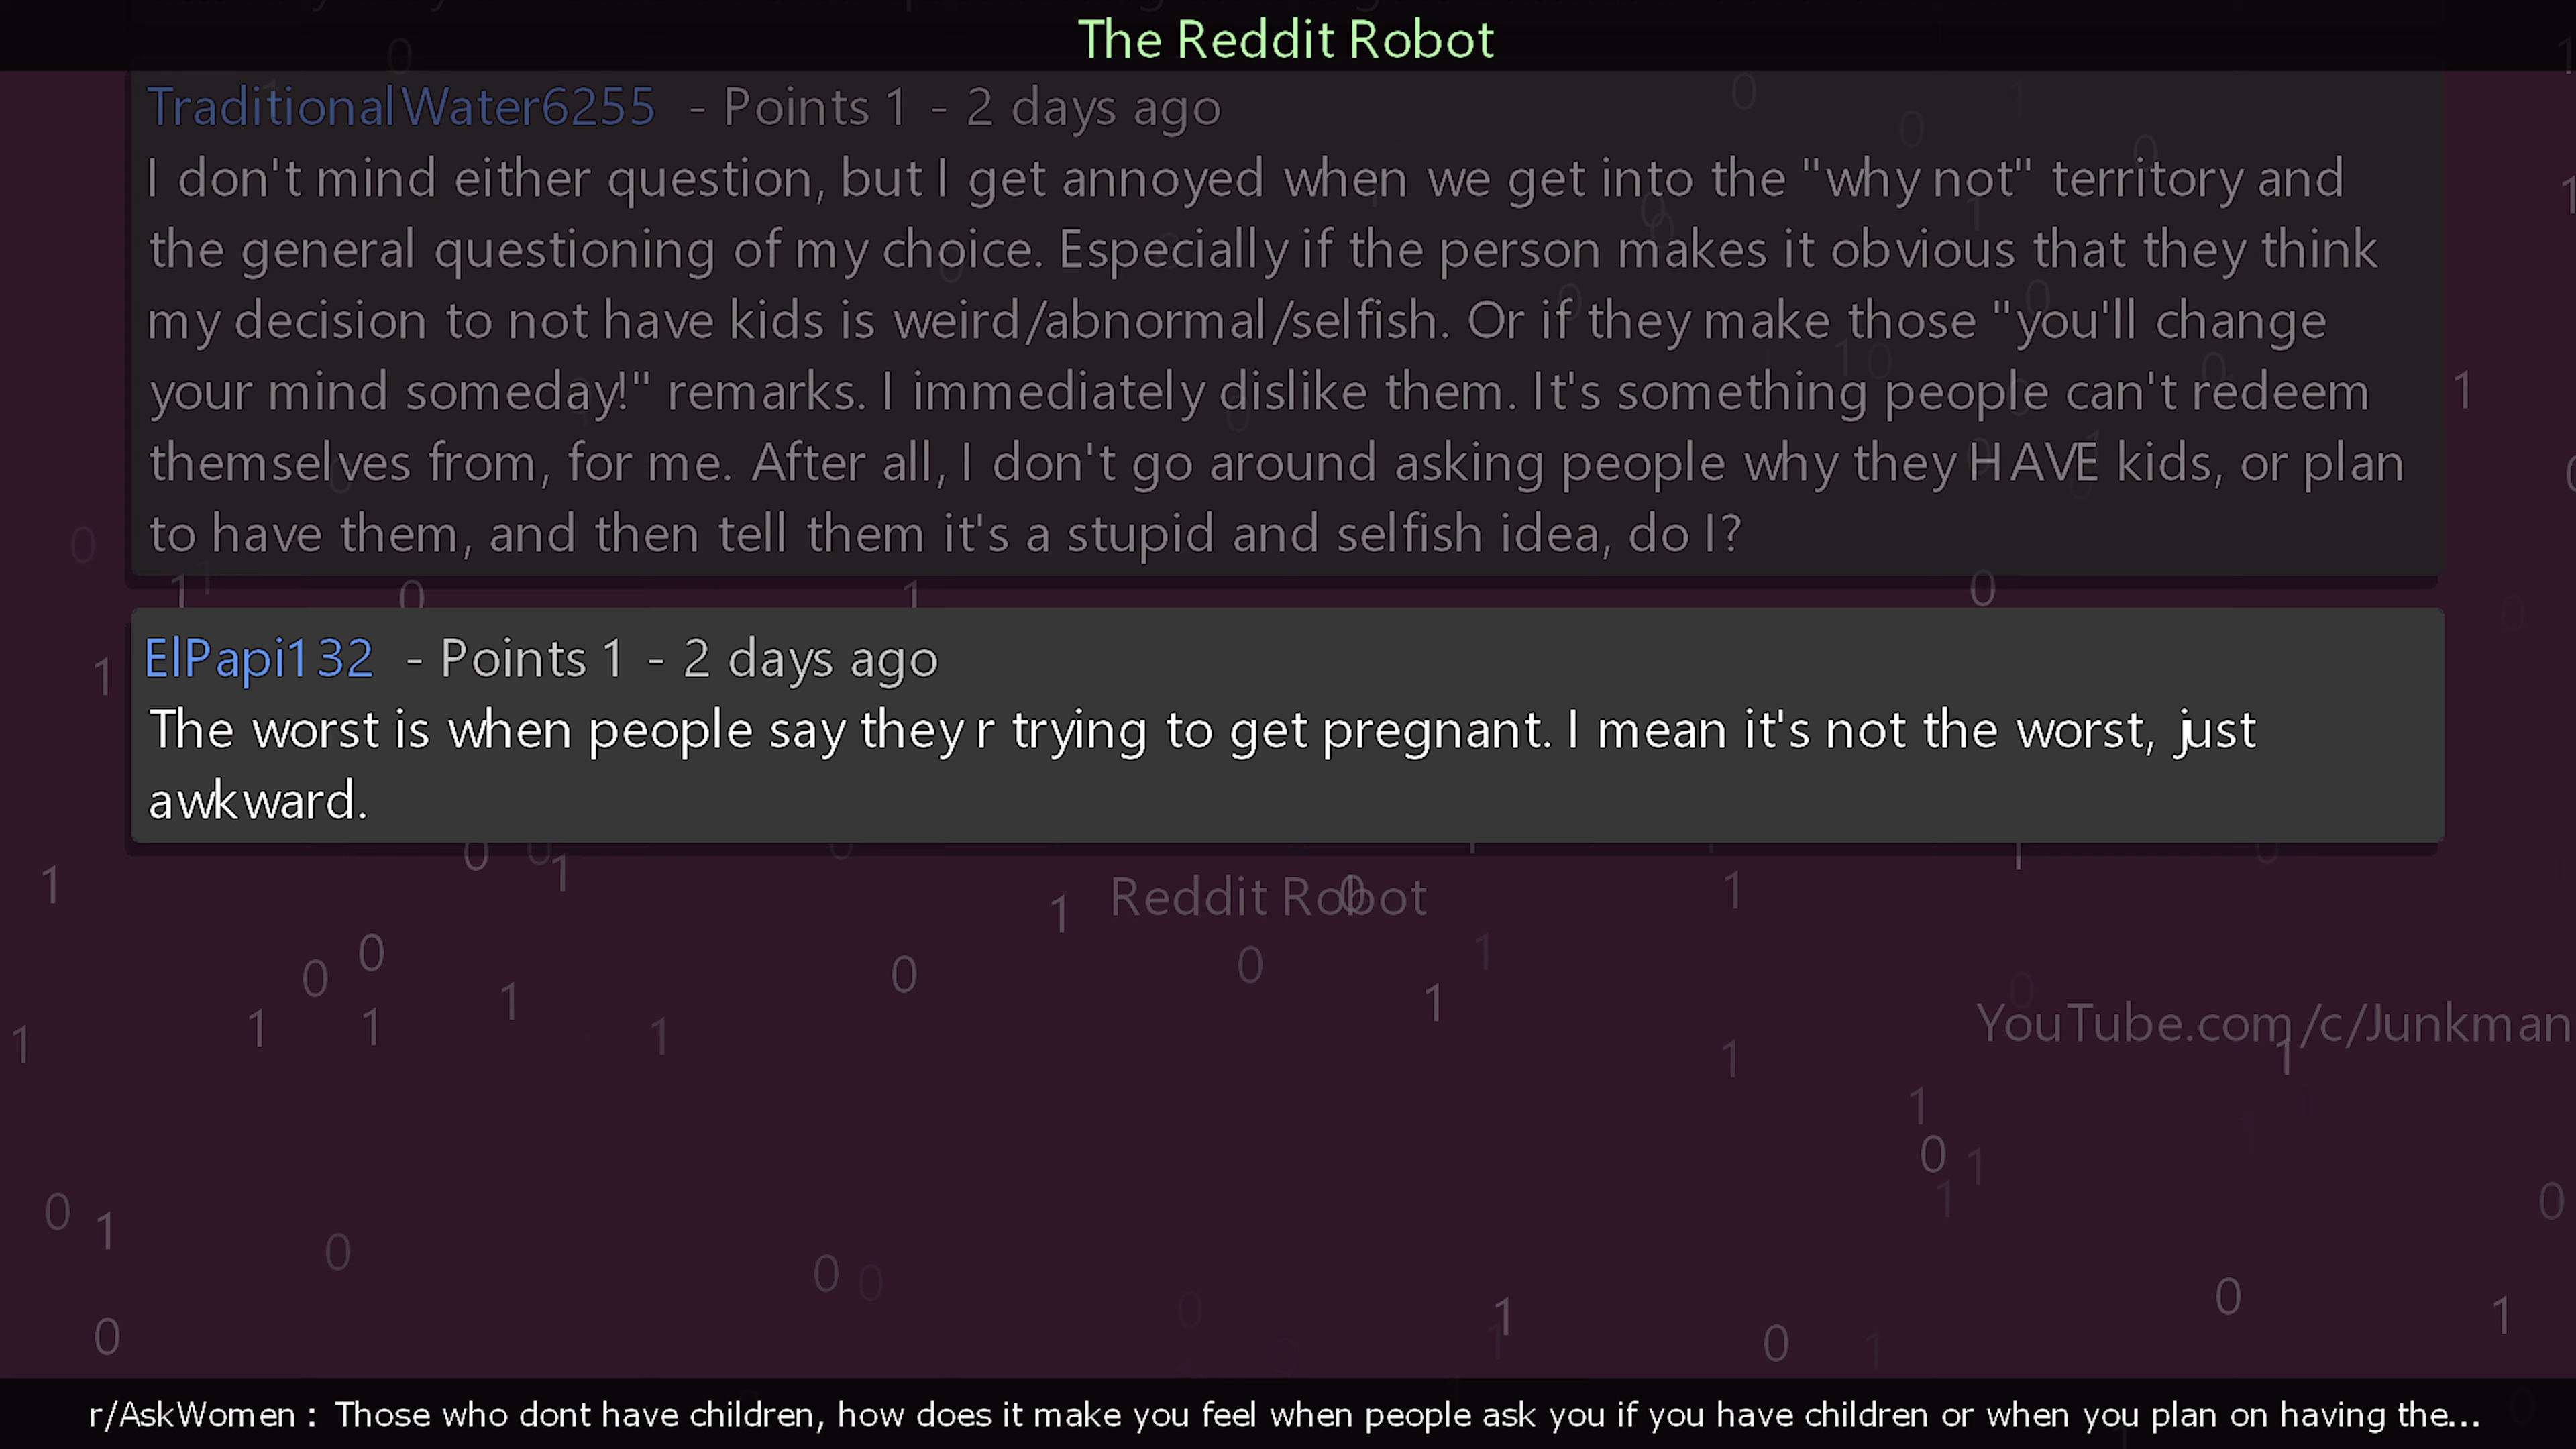 The Reddit Robot
TraditionalWater6255 - Points 1 - 2 days ago
I don't mind either question, but I get annoyed when we get into the "why not" territory and
the general questioning of my choice. Especially if the person makes it obvious that they think
my decision to not have kids is weird/abnormal/selfish. Or if they make those "you'll change
your mind someday!" remarks. I immediately dislike them. It's something people can't redeem
themselves from, for me. After all, I don't go around asking people why they HAVE kids, or plan
to have them, and then tell them it's a stupid and selfish idea, do I?
ElPapi132 - Points 1 - 2 days ago
The worst is when people say they r trying to get pregnant. I mean it's not the worst, just
awkward.
Reddit Robot
YouTube.com/c/Junkman
r/AskWomen : Those who dont have children, how does it make you feel when people ask you if you have children or when you plan on having the...